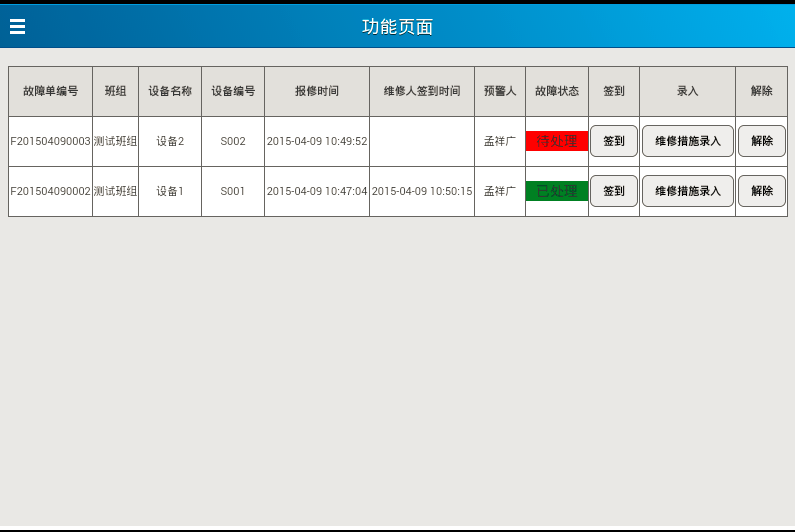 功能页面
故障单编号 班组 设备名称 设备编号 报修时间 维修人签到时间 预警人 故障状态 签到 录入 解除
F201504090003 测试班组 设备2 S002 2015-04-09 10:49:52 孟祥广 待处理 签到 维修措施录入 解除
F201504090002 测试班组 设备1 S001 2015-04-09 10:47:04 2015-04-09 10:50:15 孟祥广 已处理 签到 维修措施录入 解除